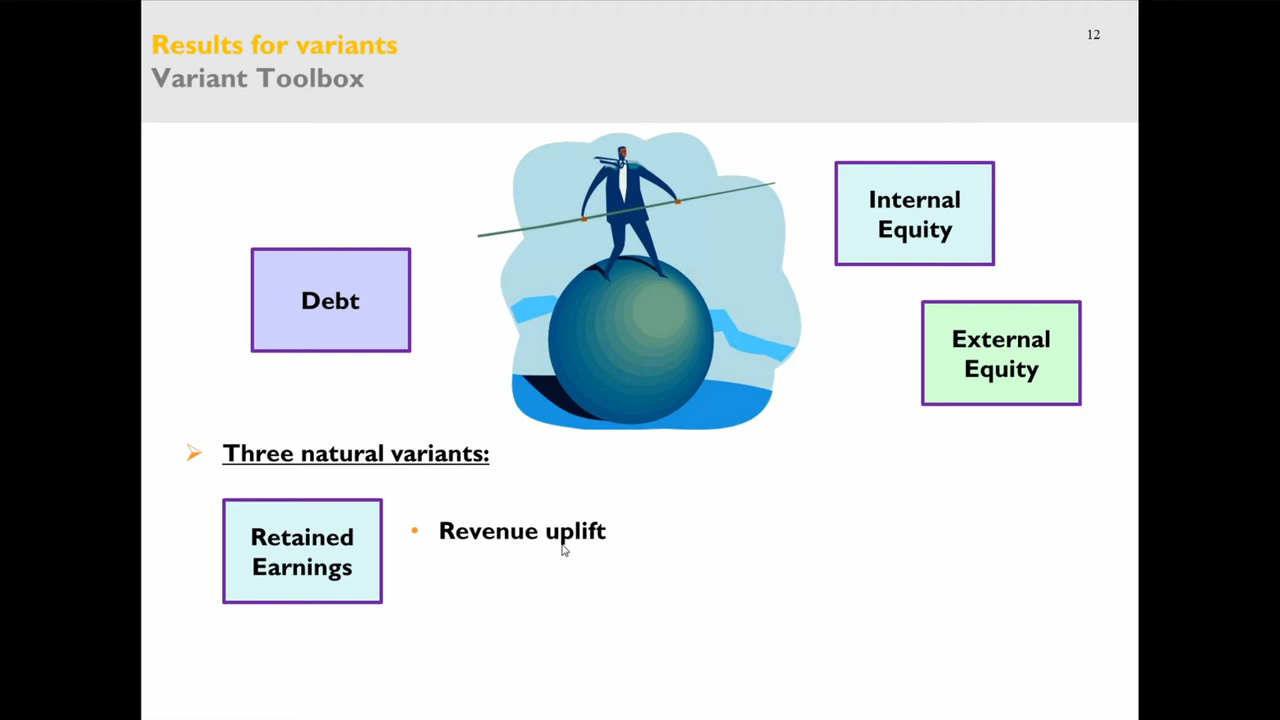 Results for variants
12
Variant Toolbox
Internal
Equity
Debt
External
Equity
Three natural variants:
Retained
Earnings
• Revenue uplift